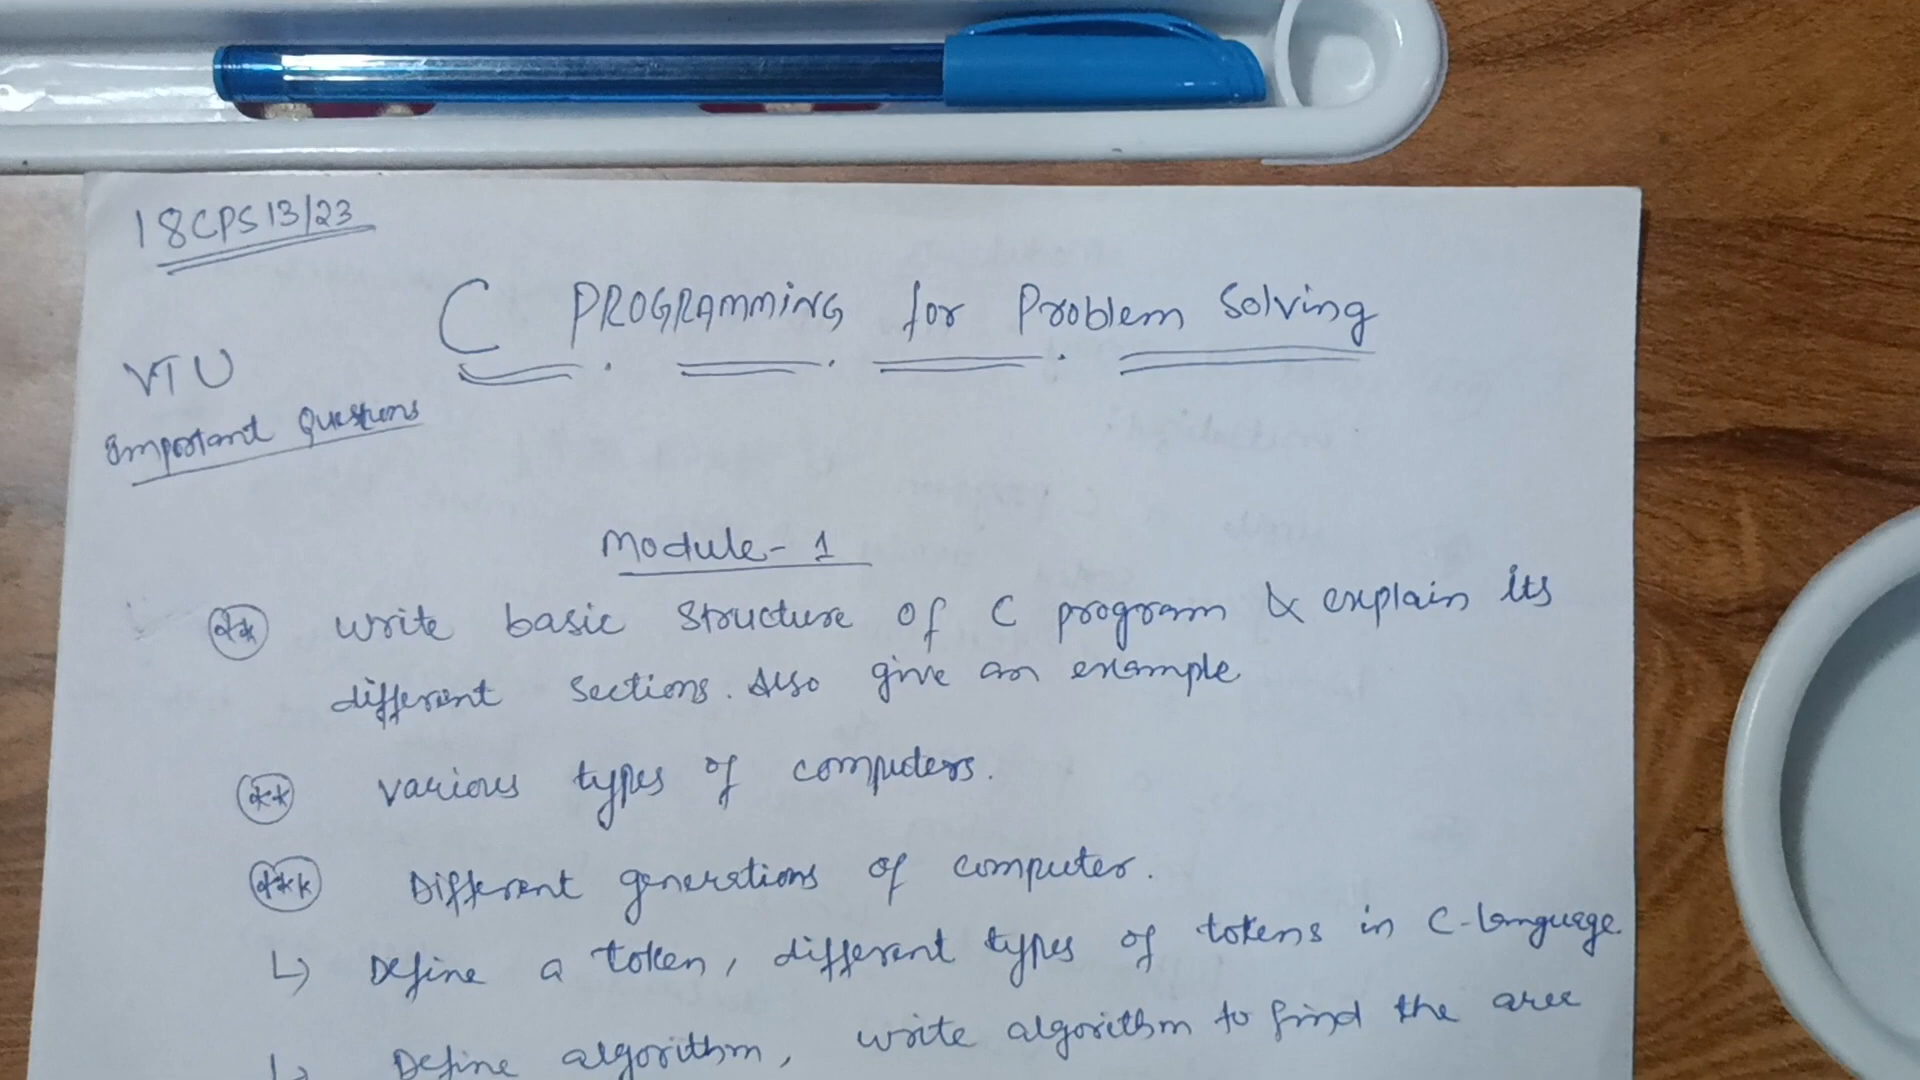 18CPS13/23
C PROGRAMMING for Problem Solving
VTU
Important Questions
Module - 1
** write basic structure of C program & explain its
different sections. Also give an example
** various types of computers.
*** Different generations of computer.
↳ Define a token, different types of tokens in C-language.
↳ Define algorithm, write algorithm to find the area